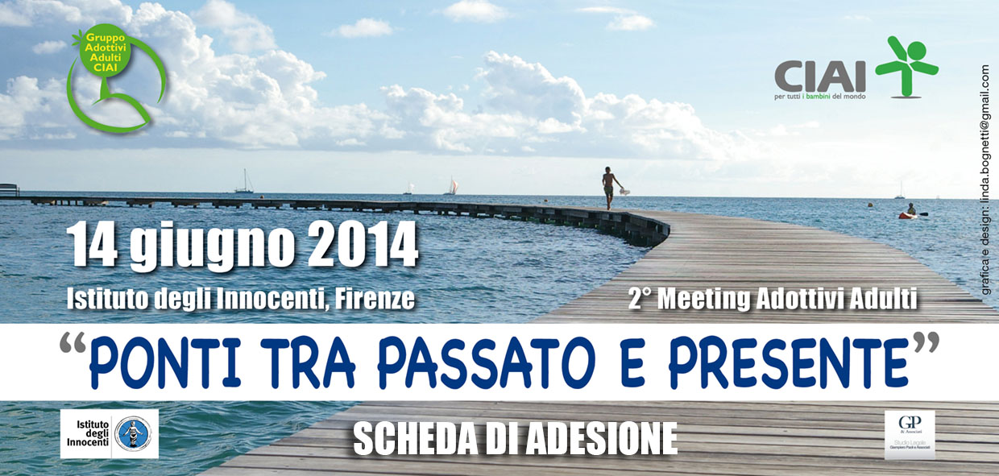 Gruppo
Adottivi
Adulti
CIAI
CIAI
per tutti i bambini del mondo
grafica e design: linda.bognetti@gmail.com
14 giugno 2014
Istituto degli Innocenti, Firenze
2° Meeting Adottivi Adulti
“PONTI TRA PASSATO E PRESENTE”
Istituto
degli
Innocenti
SCHEDA DI ADESIONE
GP
& Associati
Studio Legale